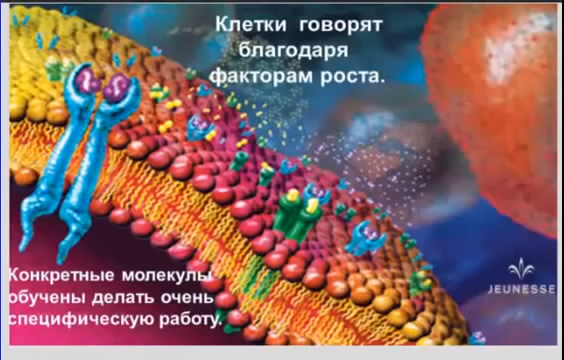 Клетки говорят
благодаря
факторам роста.
Конкретные молекулы
обучены делать очень
специфическую работу.
JEUNESSE